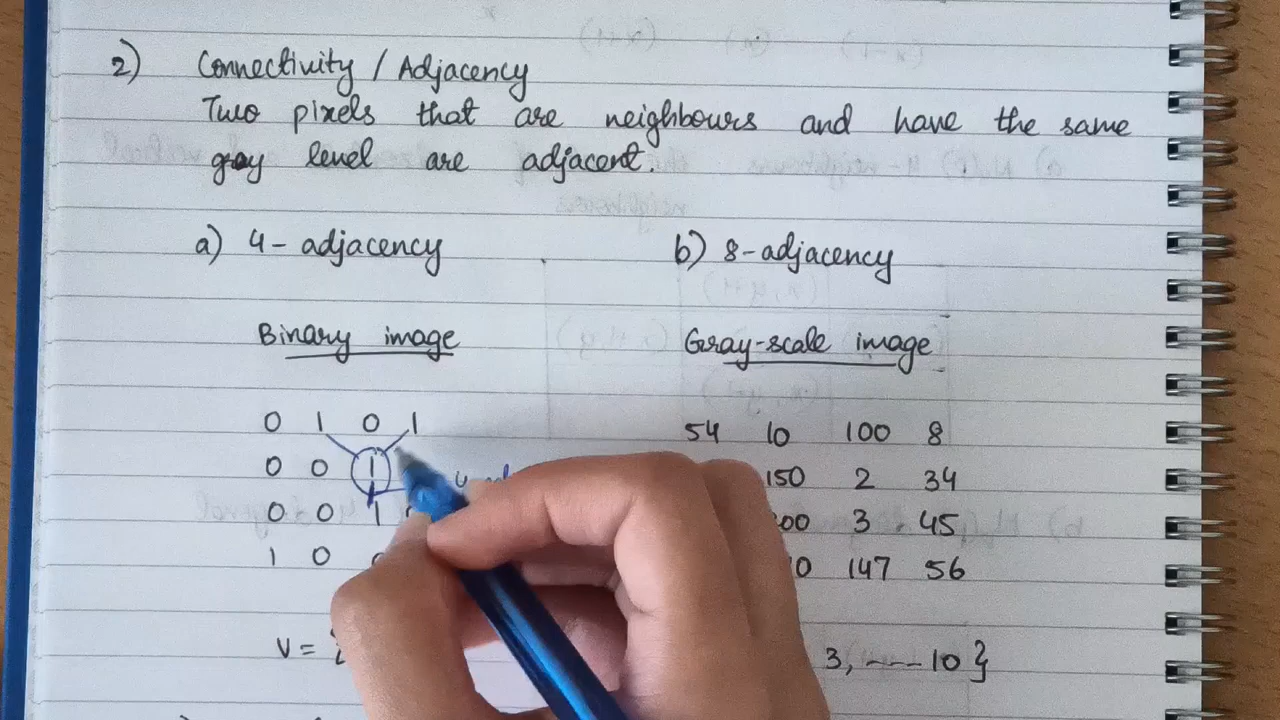 2) Connectivity / Adjacency
Two pixels that are neighbours and have the same
gray level are adjacent.
a) 4- adjacency b) 8-adjacency
Binary image Gray-scale image
0 1 0 1 54 10 100 8
0 0 1 150 2 34
0 0 1 3 45
1 0 147 56
V = { 3, ---- 10 }